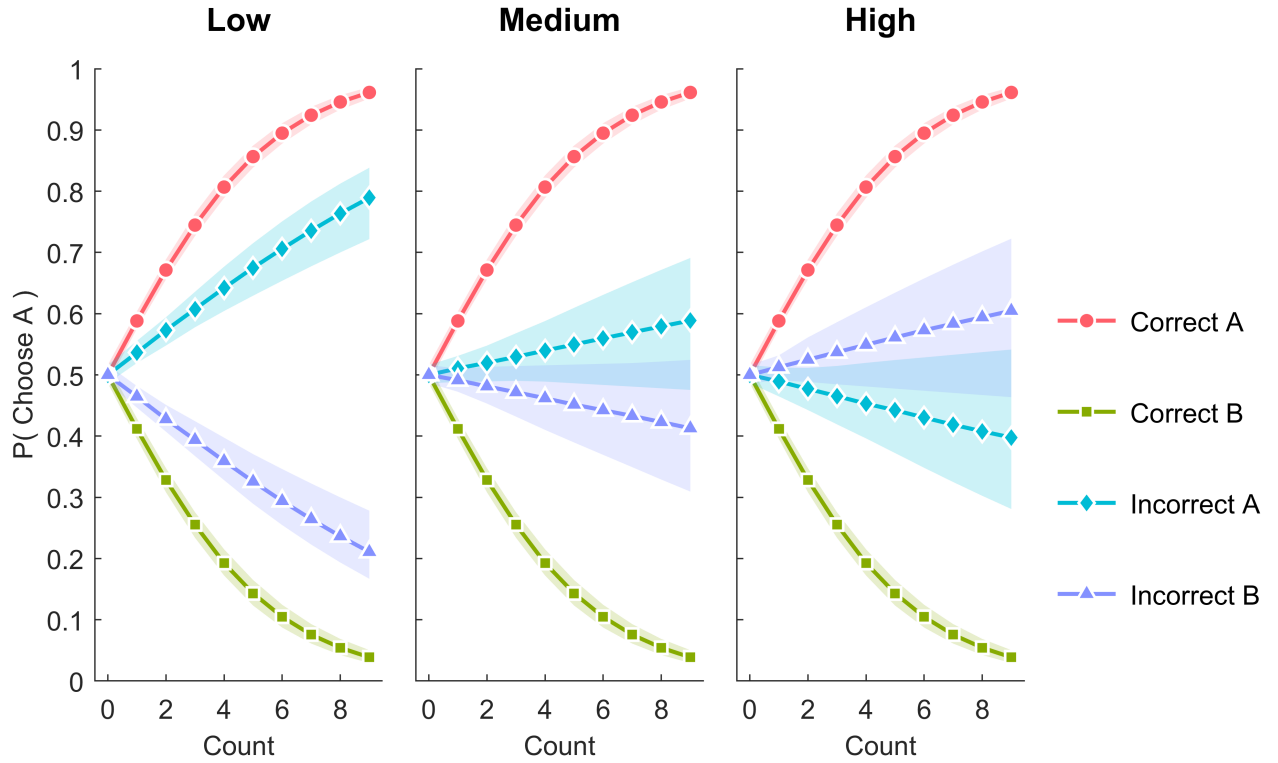 Low Medium High
P( Choose A )
1
0.9
0.8
0.7
0.6
0.5
0.4
0.3
0.2
0.1
0
0 2 4 6 8 0 2 4 6 8 0 2 4 6 8
Count Count Count
Correct A
Correct B
Incorrect A
Incorrect B